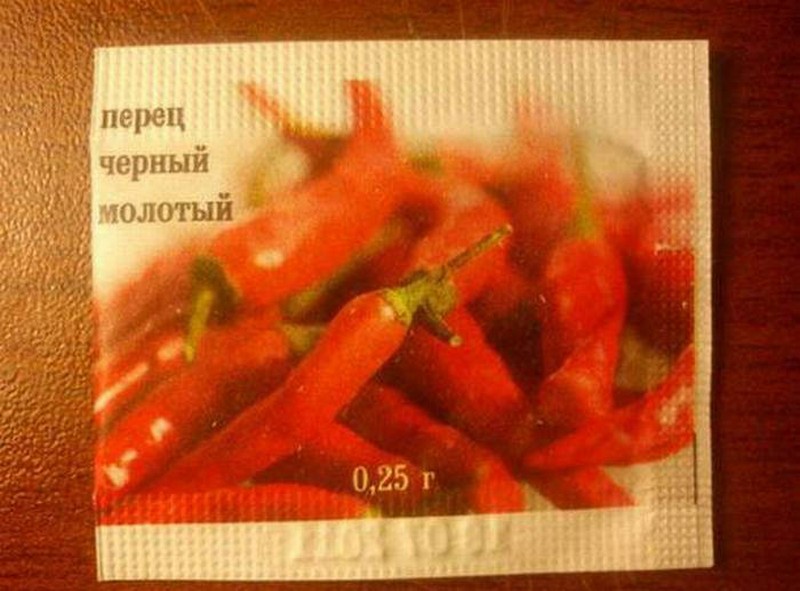 перец
черный
молотый
0,25 г